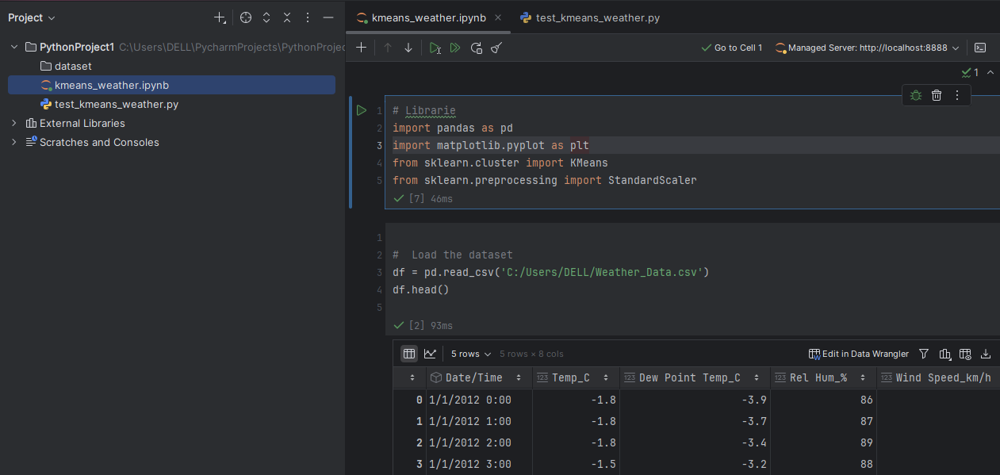 Project
kmeans_weather.ipynb
test_kmeans_weather.py
PythonProject1 C:\Users\DELL\PycharmProjects\PythonProjec
dataset
kmeans_weather.ipynb
test_kmeans_weather.py
External Libraries
Scratches and Consoles
Go to Cell 1
Managed Server: http://localhost:8888
1
1 # Librarie
2 import pandas as pd
3 import matplotlib.pyplot as plt
4 from sklearn.cluster import KMeans
5 from sklearn.preprocessing import StandardScaler
[7] 46ms
1
2 #  Load the dataset
3 df = pd.read_csv('C:/Users/DELL/Weather_Data.csv')
4 df.head()
5
[2] 93ms
5 rows 5 rows × 8 cols Edit in Data Wrangler
Date/Time 123 Temp_C 123 Dew Point Temp_C 123 Rel Hum_% 123 Wind Speed_km/h
0 1/1/2012 0:00 -1.8 -3.9 86
1 1/1/2012 1:00 -1.8 -3.7 87
2 1/1/2012 2:00 -1.8 -3.4 89
3 1/1/2012 3:00 -1.5 -3.2 88